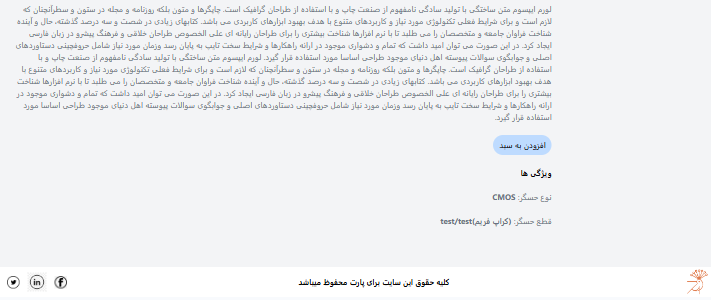 لورم ایپسوم متن ساختگی با تولید سادگی نامفهوم از صنعت چاپ و با استفاده از طراحان گرافیک است. چاپگرها و متون بلکه روزنامه و مجله در ستون و سطرآنچنان که
لازم است و برای شرایط فعلی تکنولوژی مورد نیاز و کاربردهای متنوع با هدف بهبود ابزارهای کاربردی می باشد. کتابهای زیادی در شصت و سه درصد گذشته، حال و آینده
شناخت فراوان جامعه و متخصصان را می طلبد تا با نرم افزارها شناخت بیشتری را برای طراحان رایانه ای علی الخصوص طراحان خلاقی و فرهنگ پیشرو در زبان فارسی
ایجاد کرد. در این صورت می توان امید داشت که تمام و دشواری موجود در ارائه راهکارها و شرایط سخت تایپ به پایان رسد وزمان مورد نیاز شامل حروفچینی دستاوردهای
اصلی و جوابگوی سوالات پیوسته اهل دنیای موجود طراحی اساسا مورد استفاده قرار گیرد. لورم ایپسوم متن ساختگی با تولید سادگی نامفهوم از صنعت چاپ و با
استفاده از طراحان گرافیک است. چاپگرها و متون بلکه روزنامه و مجله در ستون و سطرآنچنان که لازم است و برای شرایط فعلی تکنولوژی مورد نیاز و کاربردهای متنوع با
هدف بهبود ابزارهای کاربردی می باشد. کتابهای زیادی در شصت و سه درصد گذشته، حال و آینده شناخت فراوان جامعه و متخصصان را می طلبد تا با نرم افزارها شناخت
بیشتری را برای طراحان رایانه ای علی الخصوص طراحان خلاقی و فرهنگ پیشرو در زبان فارسی ایجاد کرد. در این صورت می توان امید داشت که تمام و دشواری موجود در
ارائه راهکارها و شرایط سخت تایپ به پایان رسد وزمان مورد نیاز شامل حروفچینی دستاوردهای اصلی و جوابگوی سوالات پیوسته اهل دنیای موجود طراحی اساسا مورد
استفاده قرار گیرد.
افزودن به سبد
ویژگی ها
نوع حسگر: CMOS
قطع حسگر: (کراپ فریم)test/test
کلیه حقوق این سایت برای پارت محفوظ میباشد